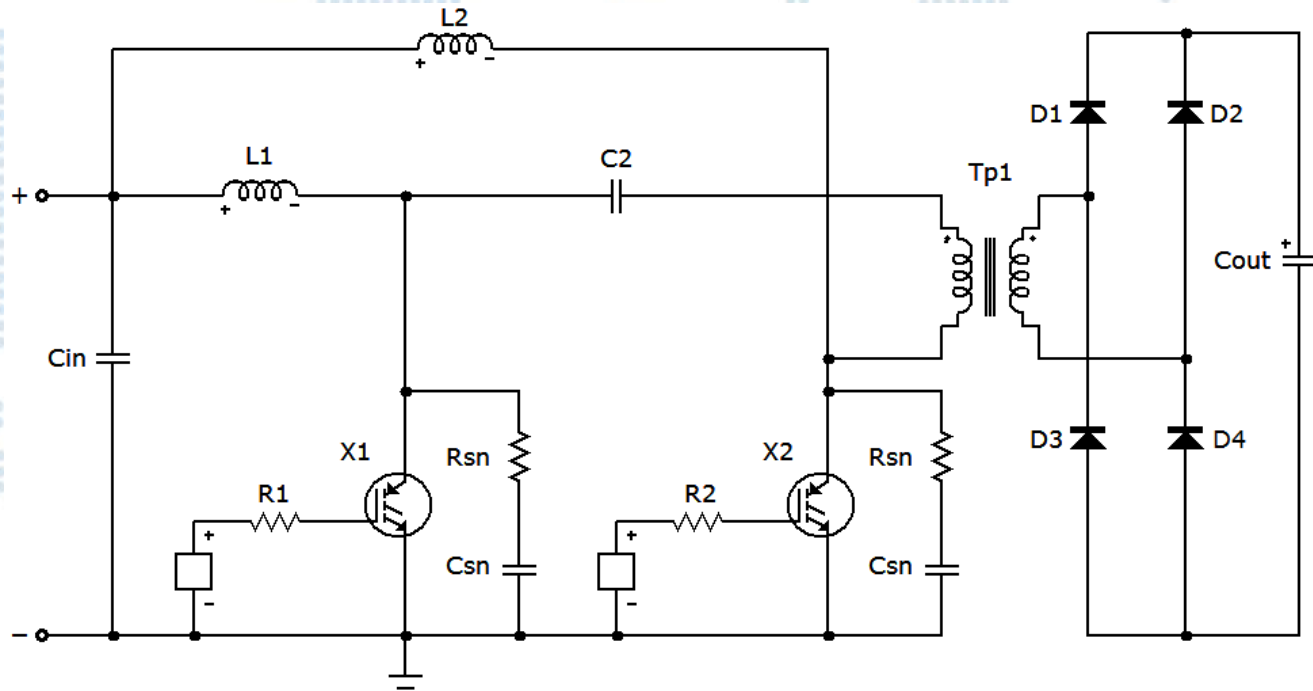 L2
+ -
D1
D2
L1
C2
Tp1
+
+ -
+
Cout
Cin
D3
D4
X1
Rsn
X2
Rsn
R1
R2
+
+
Csn
Csn
-
-
-